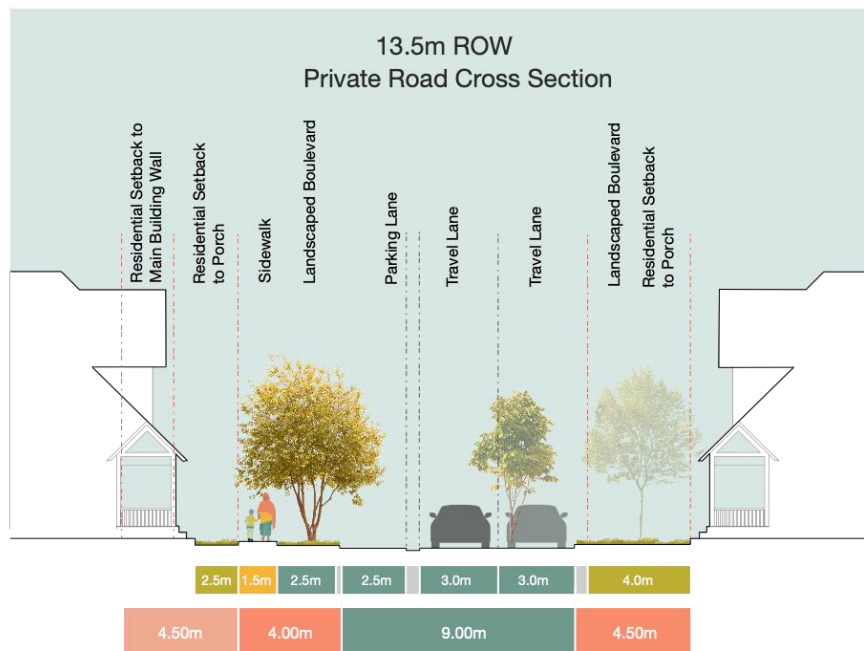 13.5m ROW
Private Road Cross Section
Residential Setback to
Main Building Wall
Residential Setback
to Porch
Sidewalk
Landscaped Boulevard
Parking Lane
Travel Lane
Travel Lane
Landscaped Boulevard
Residential Setback
to Porch
2.5m 1.5m 2.5m 2.5m 3.0m 3.0m 4.0m
4.50m 4.00m 9.00m 4.50m